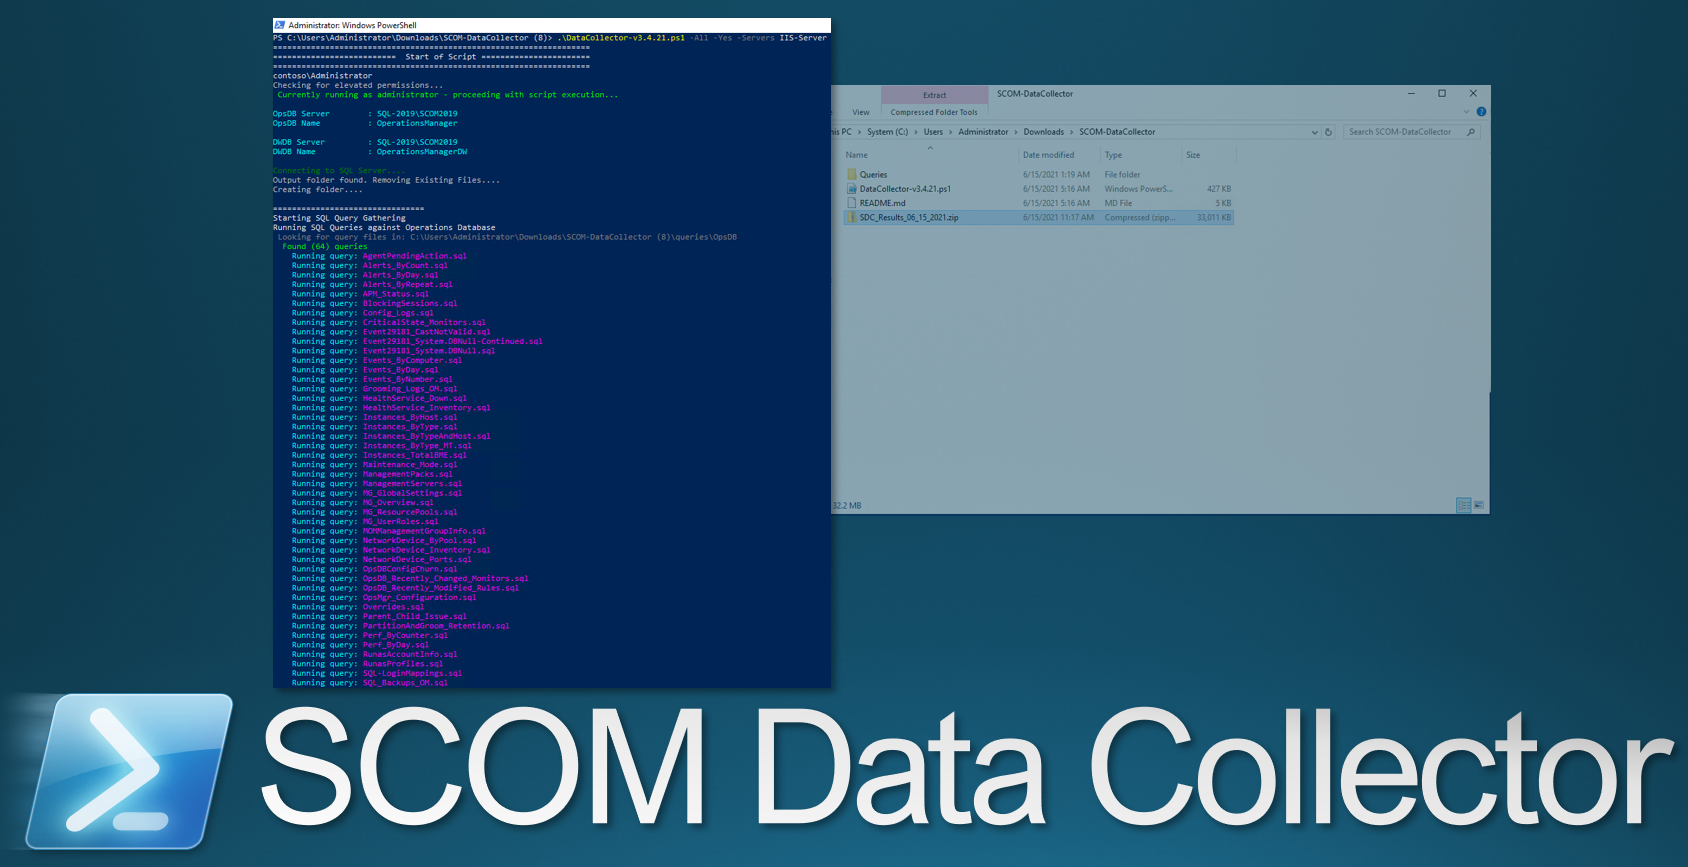 Administrator: Windows PowerShell
PS C:\Users\Administrator\Downloads\SCOM-DataCollector (8)> .\DataCollector-v3.4.21.ps1 -All -Yes -Servers IIS-Server
================================================================
========================== Start of Script =======================
================================================================
contoso\Administrator
Checking for elevated permissions...
Currently running as administrator - proceeding with script execution...
OpsDB Server : SQL-2019\SCOM2019
OpsDB Name : OperationsManager
DWDB Server : SQL-2019\SCOM2019
DWDB Name : OperationsManagerDW
Connecting to SQL Server....
Output folder found. Removing Existing Files....
Creating folder....
================================
Starting SQL Query Gathering
Running SQL Queries against Operations Database
Looking for query files in: C:\Users\Administrator\Downloads\SCOM-DataCollector (8)\queries\OpsDB
Found (64) queries
Running query: AgentPendingAction.sql
Running query: Alerts_ByCount.sql
Running query: Alerts_ByDay.sql
Running query: Alerts_ByRepeat.sql
Running query: APM_Status.sql
Running query: BlockingSessions.sql
Running query: Config_Logs.sql
Running query: CriticalState_Monitors.sql
Running query: Event29181_CastNotValid.sql
Running query: Event29181_System.DBNull-Continued.sql
Running query: Event29181_System.DBNull.sql
Running query: Events_ByComputer.sql
Running query: Events_ByDay.sql
Running query: Events_ByNumber.sql
Running query: Grooming_Logs_OM.sql
Running query: HealthService_Down.sql
Running query: HealthService_Inventory.sql
Running query: Instances_ByHost.sql
Running query: Instances_ByType.sql
Running query: Instances_ByTypeAndHost.sql
Running query: Instances_ByType_MT.sql
Running query: Instances_TotalBME.sql
Running query: Maintenance_Mode.sql
Running query: ManagementPacks.sql
Running query: ManagementServers.sql
Running query: MG_GlobalSettings.sql
Running query: MG_Overview.sql
Running query: MG_ResourcePools.sql
Running query: MG_UserRoles.sql
Running query: MOMManagementGroupInfo.sql
Running query: NetworkDevice_ByPool.sql
Running query: NetworkDevice_Inventory.sql
Running query: NetworkDevice_Ports.sql
Running query: OpsDBConfigChurn.sql
Running query: OpsDB_Recently_Changed_Monitors.sql
Running query: OpsDB_Recently_Modified_Rules.sql
Running query: OpsMgr_Configuration.sql
Running query: Overrides.sql
Running query: Parent_Child_Issue.sql
Running query: PartitionAndGroom_Retention.sql
Running query: Perf_ByCounter.sql
Running query: Perf_ByDay.sql
Running query: RunasAccountInfo.sql
Running query: RunasProfiles.sql
Running query: SQL-LoginMappings.sql
Running query: SQL_Backups_OM.sql
Extract SCOM-DataCollector
View Compressed Folder Tools
his PC > System (C:) > Users > Administrator > Downloads > SCOM-DataCollector Search SCOM-DataCollector
Name Date modified Type Size
Queries 6/15/2021 1:19 AM File folder
DataCollector-v3.4.21.ps1 6/15/2021 5:16 AM Windows PowerS... 427 KB
README.md 6/15/2021 5:16 AM MD File 5 KB
SDC_Results_06_15_2021.zip 6/15/2021 11:17 AM Compressed (zipp... 33,011 KB
32.2 MB
SCOM Data Collector